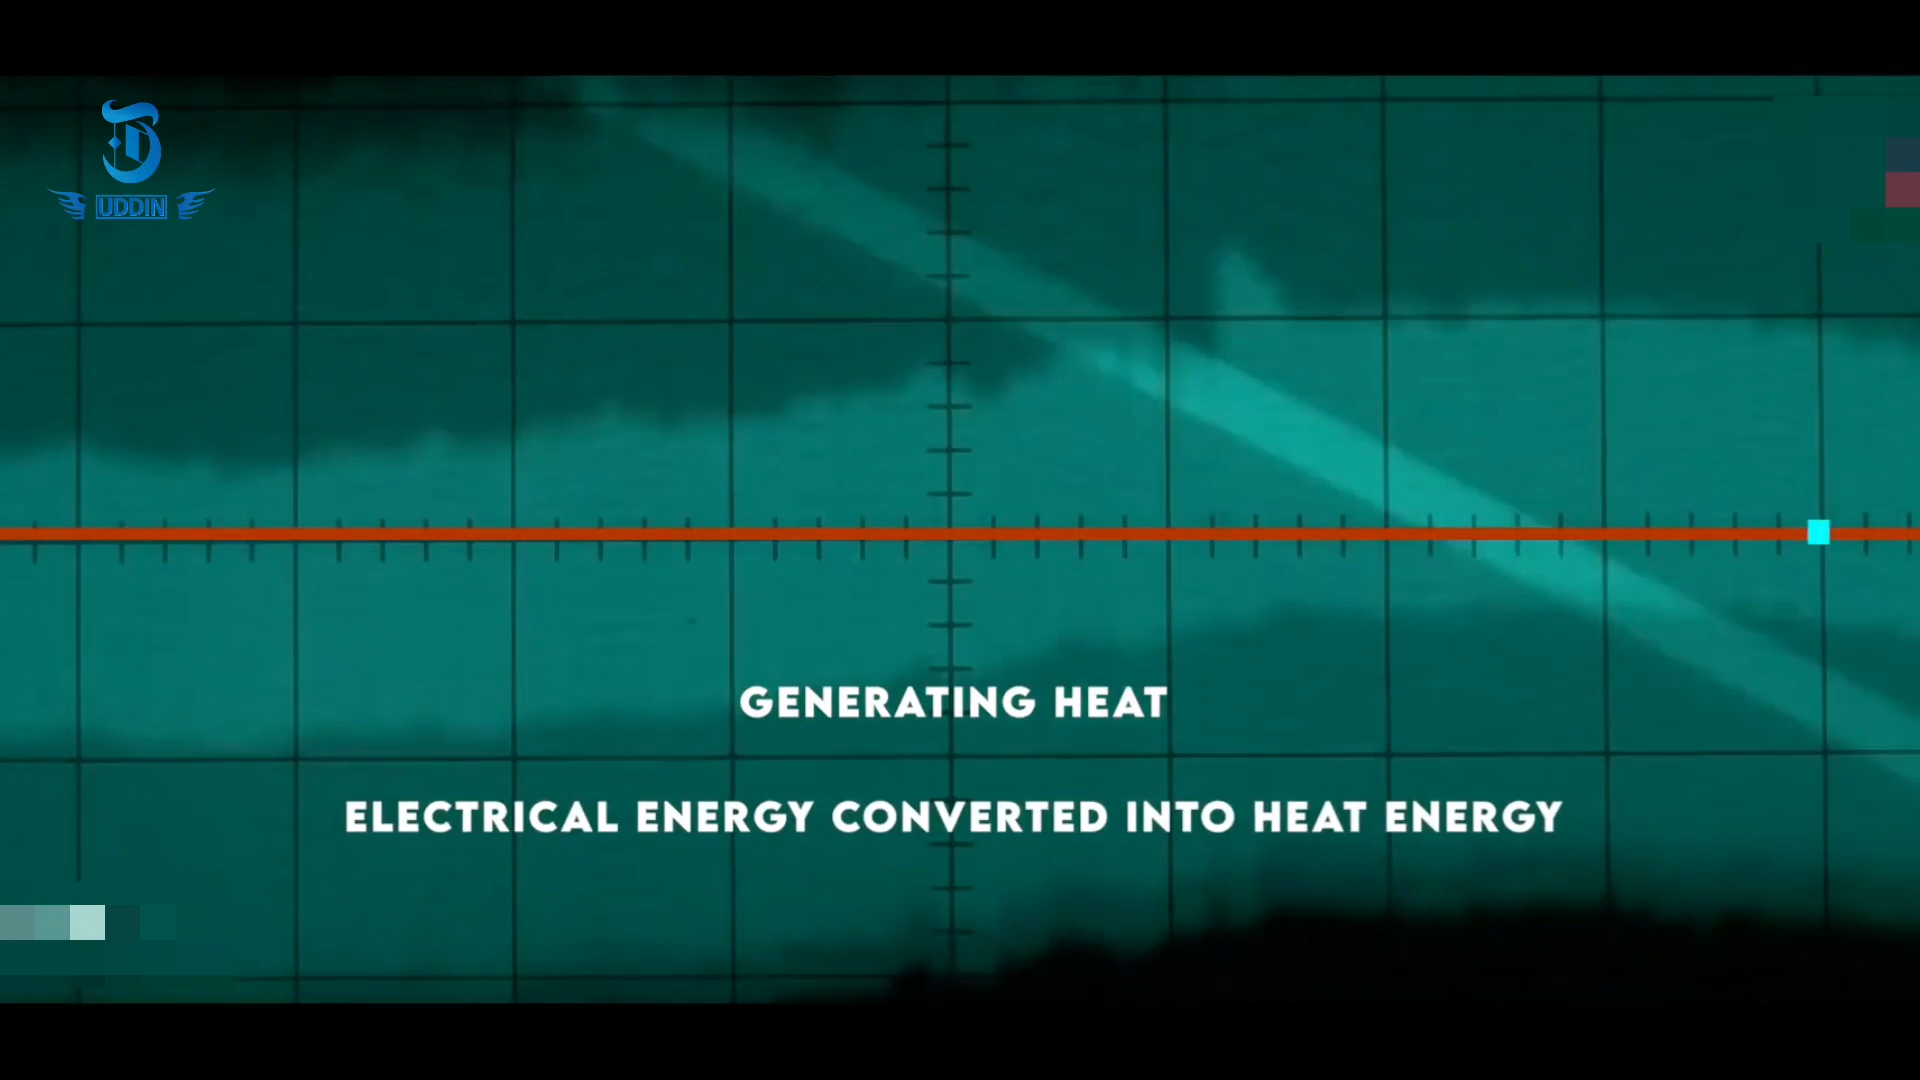 UDDIN
GENERATING HEAT
ELECTRICAL ENERGY CONVERTED INTO HEAT ENERGY